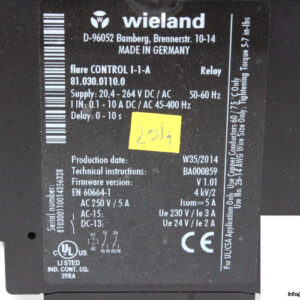 wieland
D-96052 Bamberg, Brennerstr. 10-14
MADE IN GERMANY
flare CONTROL I-1-A Relay
81.030.0110.0
Supply: 20,4 - 264 V DC / AC 50-60 Hz
I IN: 0.1 - 10 A DC / AC 45-400 Hz
Delay: 0 - 10 s
2014
Production date: W35/2014
Technical instructions: BA000859
Firmware: V 1.01
EN 60664-1 4 kV/2
AC 250 V / 5 A Isum= 5 A
AC-15: Ue 230 V / Ie 3 A
DC-13: Ue 24 V / Ie 2 A
C UL US
LISTED
IND. CONT. EQ.
29RA
For UL/CSA Application Only, Use Copper Conductors 60 / 75 °C Only
Use No. 26-14 AWG Wire Size Only, Tightening Torque 5-7 in-lbs